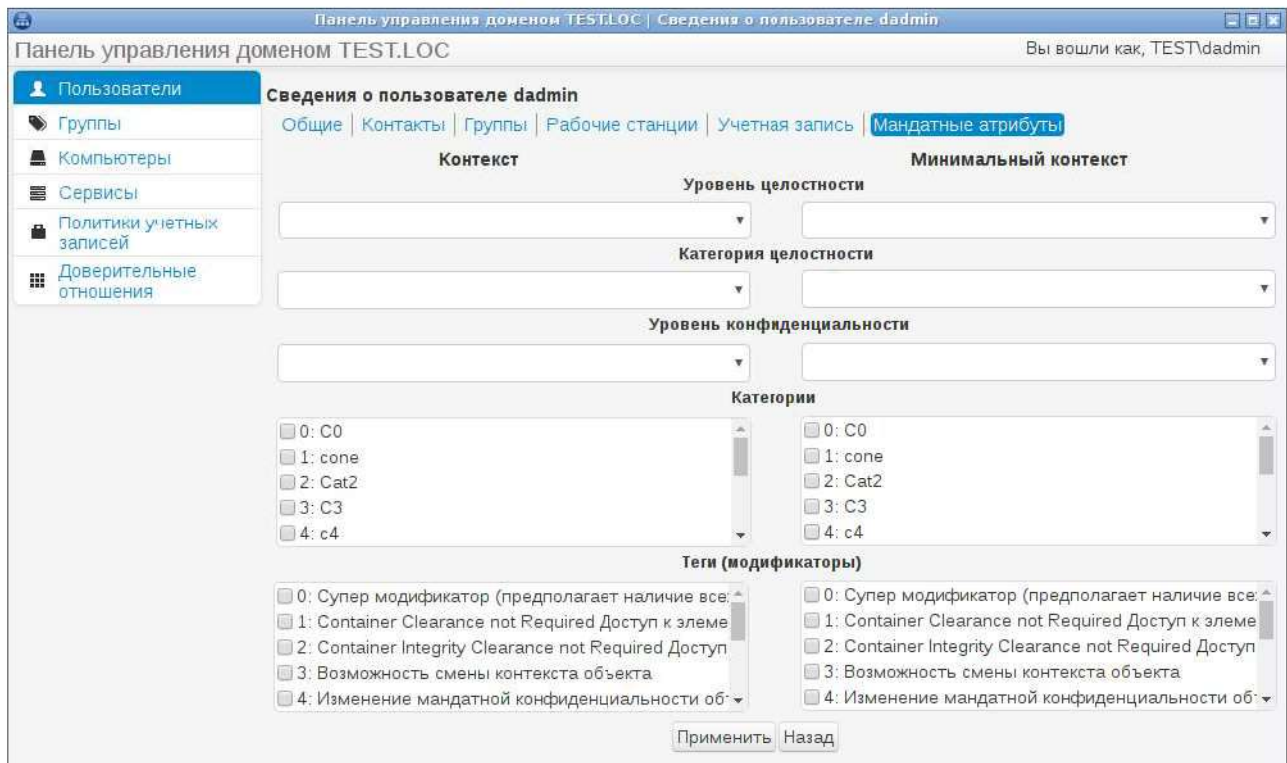 Панель управления доменом TEST.LOC | Сведения о пользователе dadmin
Панель управления доменом TEST.LOC
Вы вошли как, TEST\dadmin
Пользователи
Группы
Компьютеры
Сервисы
Политики учетных
записей
Доверительные
отношения
Сведения о пользователе dadmin
Общие | Контакты | Группы | Рабочие станции | Учетная запись | Мандатные атрибуты
Контекст
Минимальный контекст
Уровень целостности
Категория целостности
Уровень конфиденциальности
Категории
0: C0
1: cone
2: Cat2
3: C3
4: c4
0: C0
1: cone
2: Cat2
3: C3
4: c4
Теги (модификаторы)
0: Супер модификатор (предполагает наличие все
1: Container Clearance not Required Доступ к элеме
2: Container Integrity Clearance not Required Доступ
3: Возможность смены контекста объекта
4: Изменение мандатной конфиденциальности об
0: Супер модификатор (предполагает наличие все
1: Container Clearance not Required Доступ к элеме
2: Container Integrity Clearance not Required Доступ
3: Возможность смены контекста объекта
4: Изменение мандатной конфиденциальности об
Применить Назад